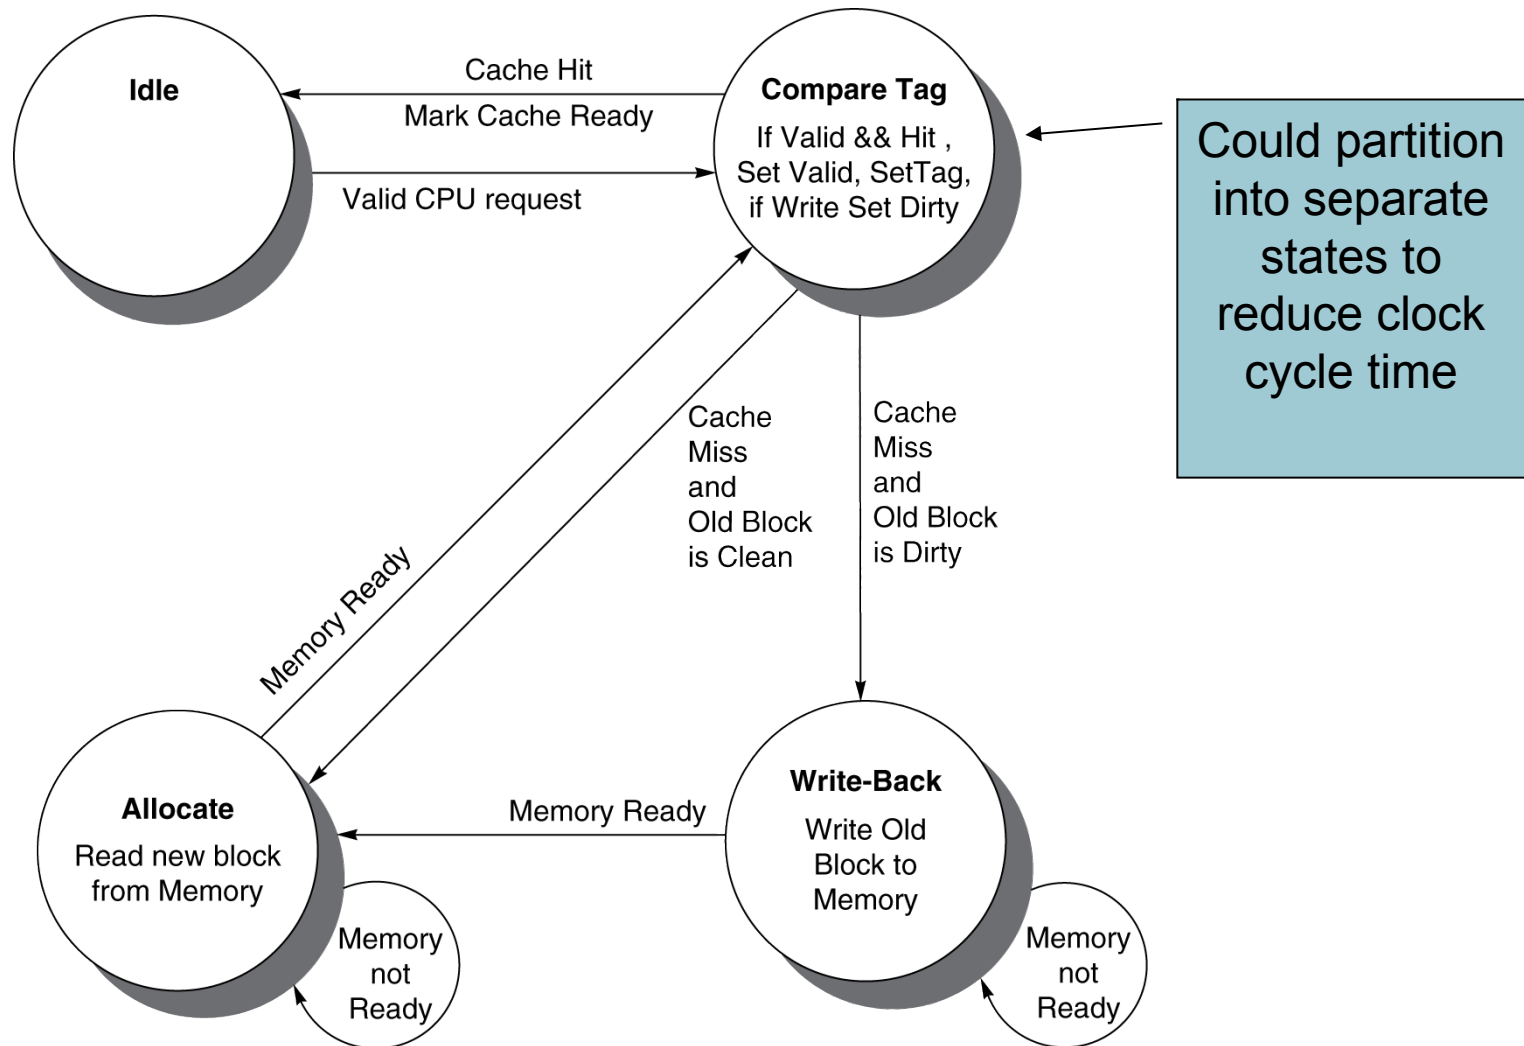 Idle
Cache Hit
Mark Cache Ready
Valid CPU request
Compare Tag
If Valid && Hit ,
Set Valid, SetTag,
if Write Set Dirty
Could partition
into separate
states to
reduce clock
cycle time
Cache
Miss
and
Old Block
is Clean
Cache
Miss
and
Old Block
is Dirty
Memory Ready
Allocate
Read new block
from Memory
Memory
not
Ready
Memory Ready
Write-Back
Write Old
Block to
Memory
Memory
not
Ready